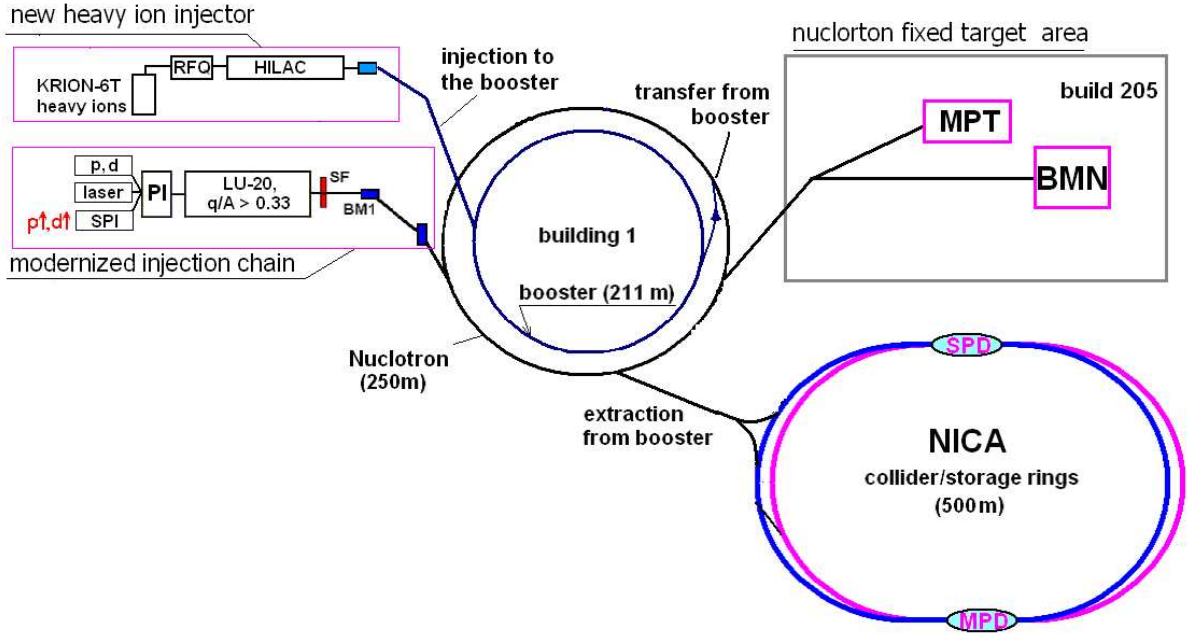 new heavy ion injector
RFQ
HILAC
KRION-6T
heavy ions
injection to
the booster
transfer from
booster
nuclorton fixed target area
build 205
MPT
BMN
p, d
laser
SPI
p↑,d↑
PI
LU-20,
q/A > 0.33
SF
BM1
modernized injection chain
building 1
booster (211 m)
Nuclotron
(250m)
extraction
from booster
SPD
NICA
collider/storage rings
(500m)
MPD